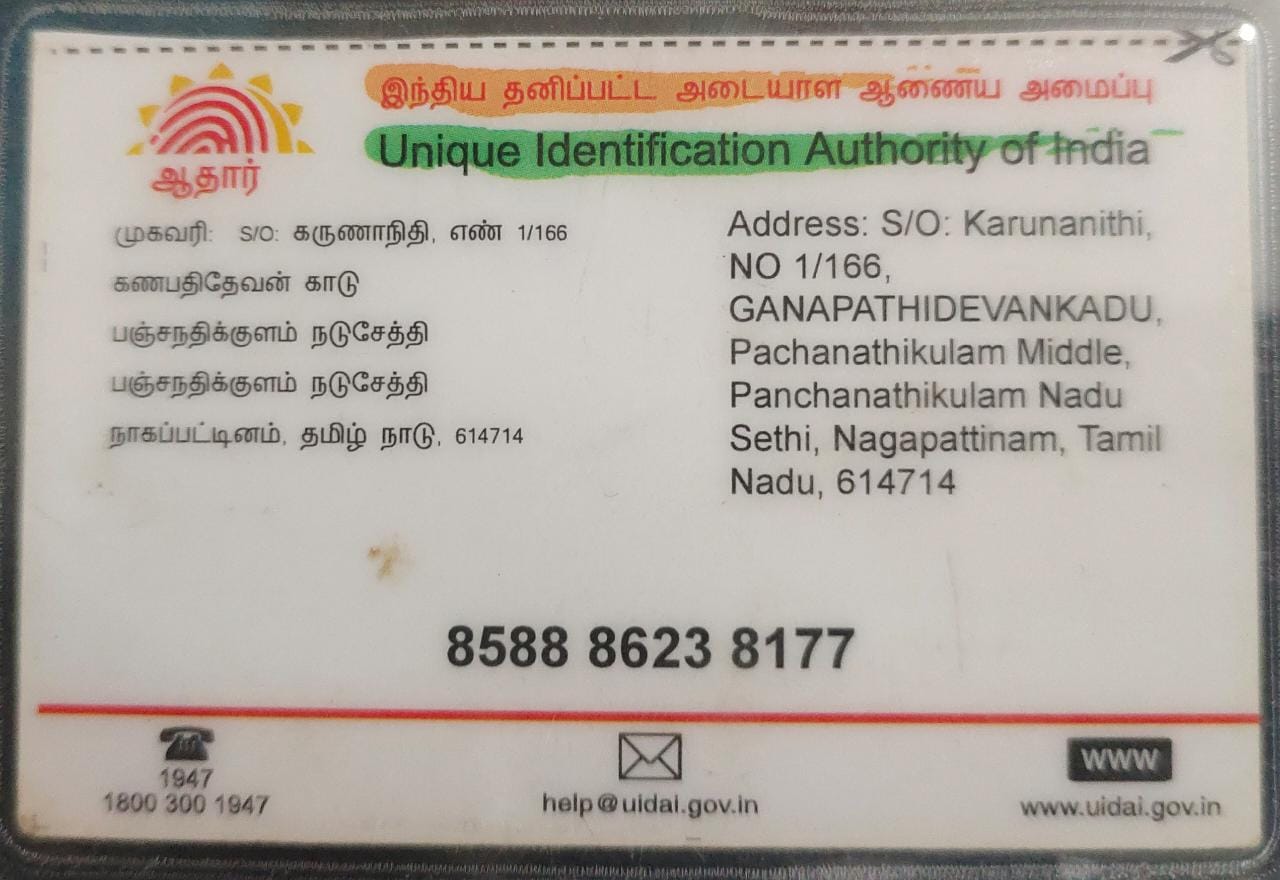 இந்திய தனிப்பட்ட அடையாள ஆணைய அமைப்பு
Unique Identification Authority of India
ஆதார்
முகவரி: S/O: கருணாநிதி, எண் 1/166
கணபதிதேவன் காடு
பஞ்சநதிக்குளம் நடுசேத்தி
பஞ்சநதிக்குளம் நடுசேத்தி
நாகப்பட்டினம், தமிழ் நாடு, 614714
Address: S/O: Karunanithi,
NO 1/166,
GANAPATHIDEVANKADU,
Pachanathikulam Middle,
Panchanathikulam Nadu
Sethi, Nagapattinam, Tamil
Nadu, 614714
8588 8623 8177
1947
1800 300 1947
help@uidai.gov.in
WWW
www.uidai.gov.in